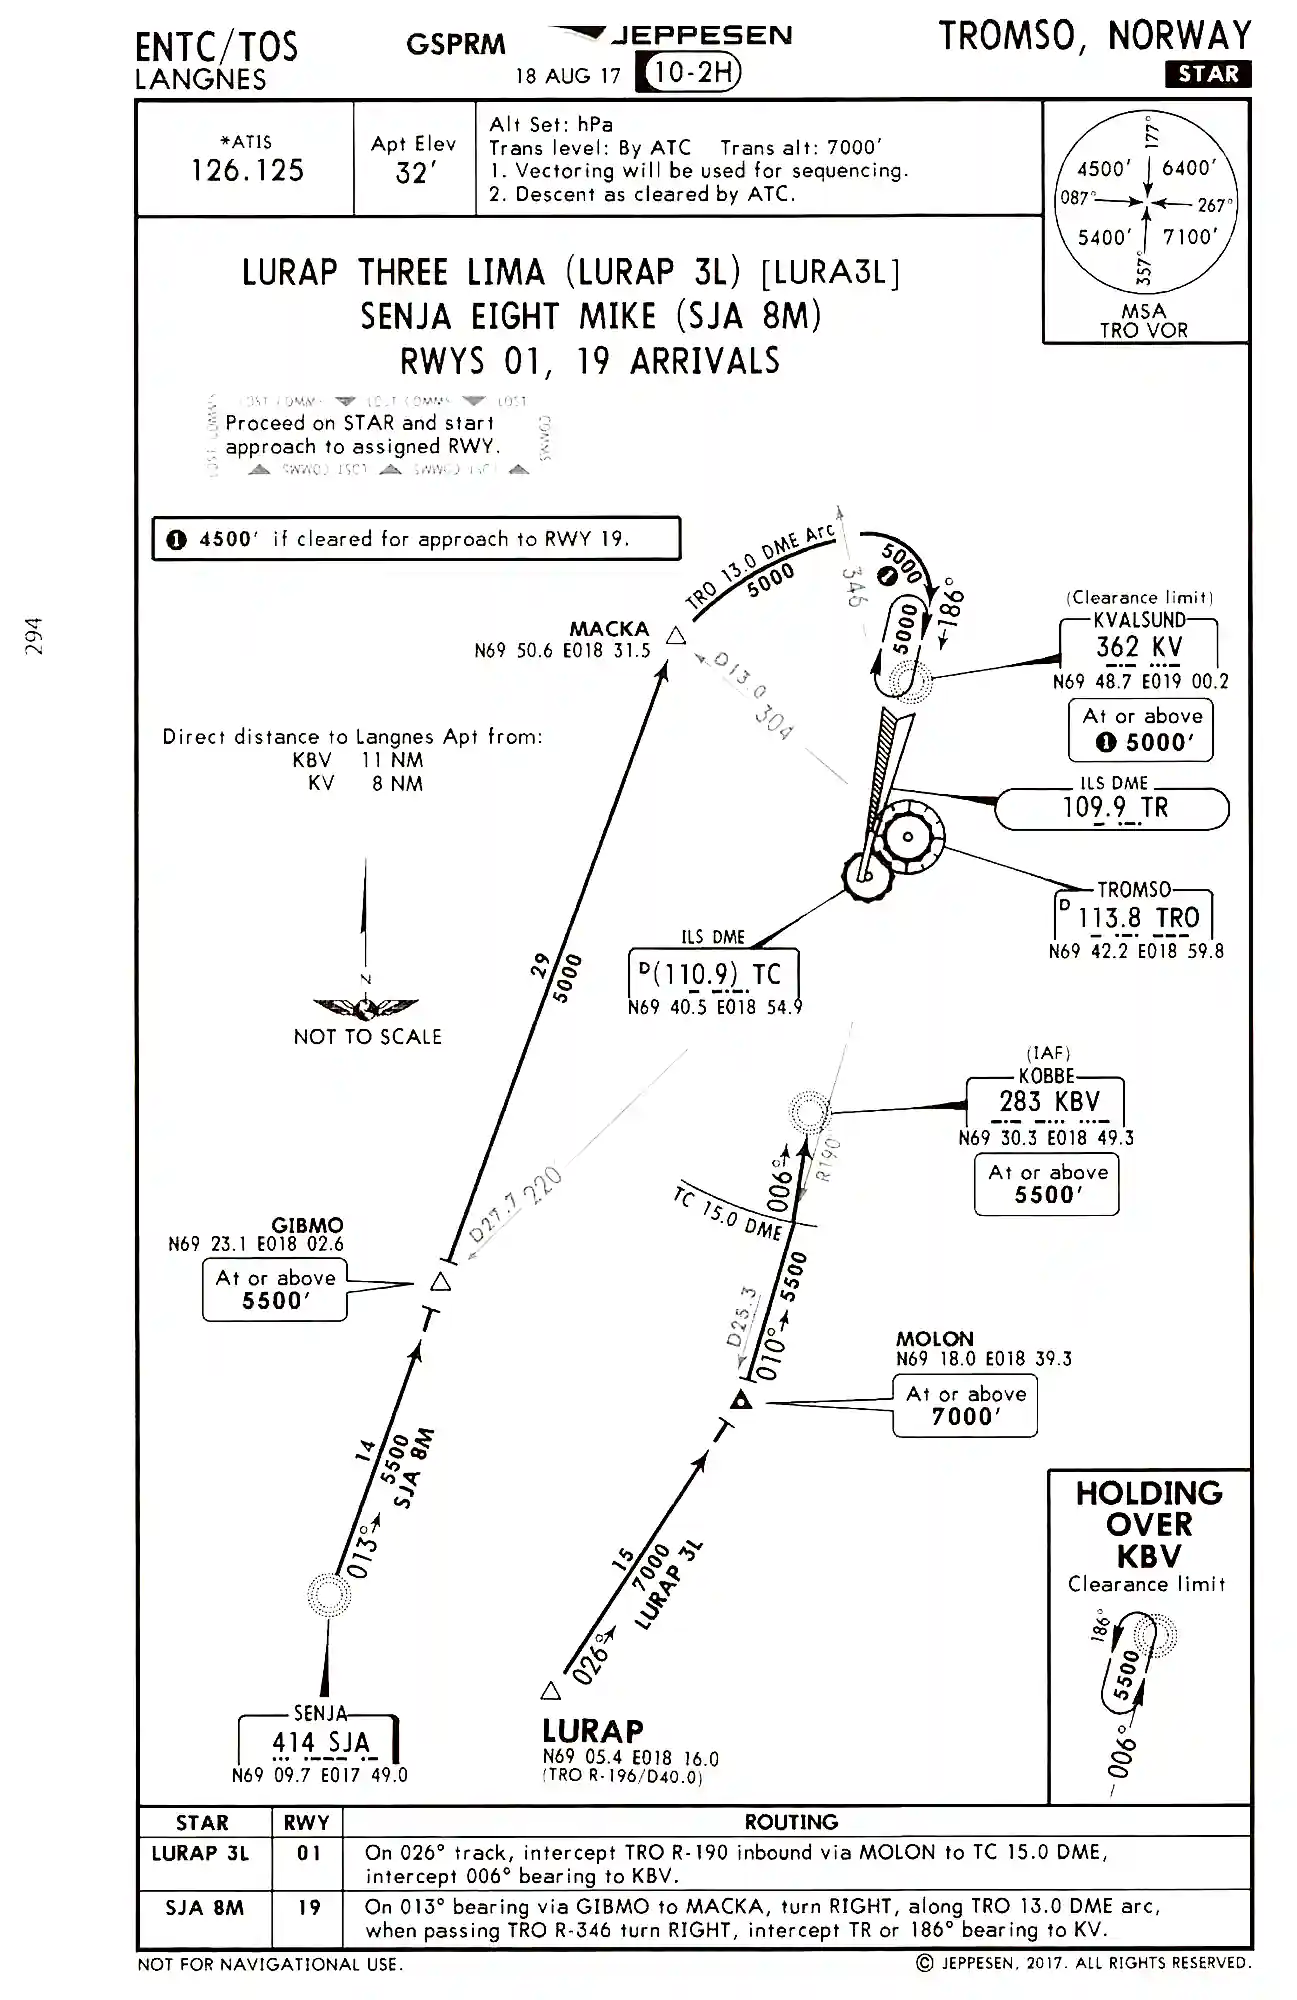 ENTC/TOS
LANGNES
GSPRM
JEPPESEN
18 AUG 17
10-2H
TROMSO, NORWAY
STAR
*ATIS
126.125
Apt Elev
32'
Alt Set: hPa
Trans level: By ATC Trans alt: 7000'
1. Vectoring will be used for sequencing.
2. Descent as cleared by ATC.
177°
4500' 6400'
087° 267°
5400' 7100'
357°
MSA
TRO VOR
LURAP THREE LIMA (LURAP 3L) [LURA3L]
SENJA EIGHT MIKE (SJA 8M)
RWYS 01, 19 ARRIVALS
LOST COMMS LOST COMMS LOST
Proceed on STAR and start
approach to assigned RWY.
COMMS
LOST COMMS
LOST COMMS LOST COMMS
1 4500' if cleared for approach to RWY 19.
TRO 13.0 DME Arc
5000
346
5000
1
186°
5000
(Clearance limit)
KVALSUND
362 KV
N69 48.7 E019 00.2
At or above
1 5000'
MACKA
N69 50.6 E018 31.5
D13.0
304
294
Direct distance to Langnes Apt from:
KBV 11 NM
KV 8 NM
ILS DME
109.9 TR
TROMSO
D 113.8 TRO
N69 42.2 E018 59.8
ILS DME
D (110.9) TC
N69 40.5 E018 54.9
29
5000
N
NOT TO SCALE
(IAF)
KOBBE
283 KBV
N69 30.3 E018 49.3
At or above
5500'
R190
006°
TC 15.0 DME
D27.7
220
GIBMO
N69 23.1 E018 02.6
At or above
5500'
D25.3
010°
5500
MOLON
N69 18.0 E018 39.3
At or above
7000'
14
5500
SJA 8M
013°
15
7000
LURAP 3L
026°
SENJA
414 SJA
N69 09.7 E017 49.0
LURAP
N69 05.4 E018 16.0
(TRO R-196/D40.0)
HOLDING
OVER
KBV
Clearance limit
186°
5500
006°
STAR RWY ROUTING
LURAP 3L 01 On 026° track, intercept TRO R-190 inbound via MOLON to TC 15.0 DME,
intercept 006° bearing to KBV.
SJA 8M 19 On 013° bearing via GIBMO to MACKA, turn RIGHT, along TRO 13.0 DME arc,
when passing TRO R-346 turn RIGHT, intercept TR or 186° bearing to KV.
NOT FOR NAVIGATIONAL USE.
© JEPPESEN, 2017. ALL RIGHTS RESERVED.